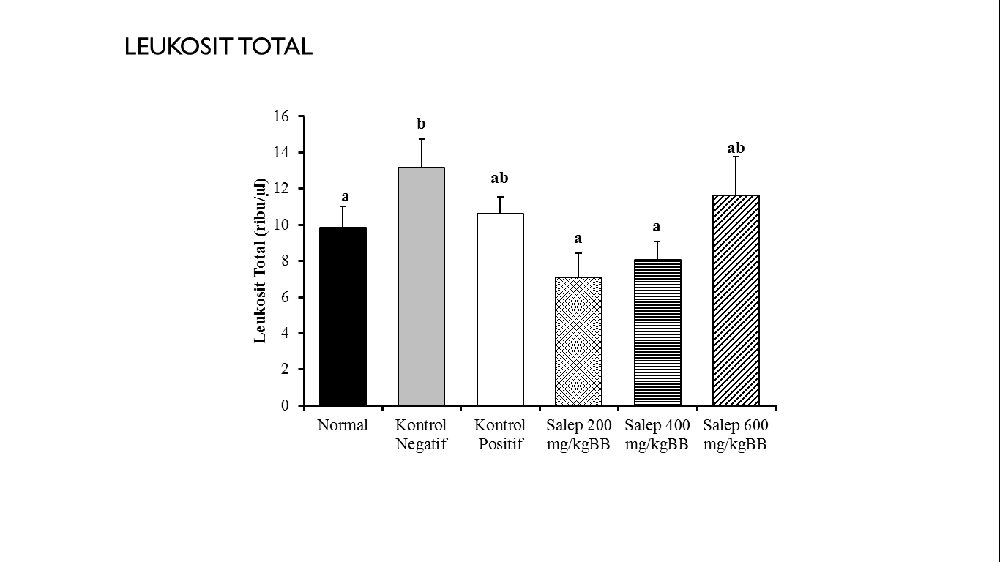 LEUKOSIT TOTAL
Leukosit Total (ribu/µl)
16
14
12
10
8
6
4
2
0
a
b
ab
a
a
ab
Normal
Kontrol
Negatif
Kontrol
Positif
Salep 200
mg/kgBB
Salep 400
mg/kgBB
Salep 600
mg/kgBB